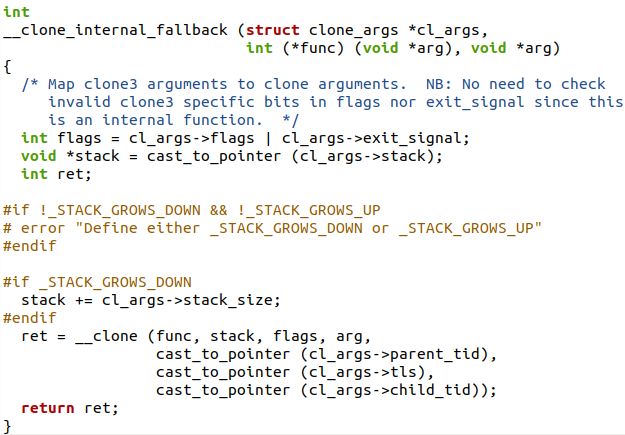 int
__clone_internal_fallback (struct clone_args *cl_args,
                           int (*func) (void *arg), void *arg)
{
  /* Map clone3 arguments to clone arguments.  NB: No need to check
     invalid clone3 specific bits in flags nor exit_signal since this
     is an internal function.  */
  int flags = cl_args->flags | cl_args->exit_signal;
  void *stack = cast_to_pointer (cl_args->stack);
  int ret;

#if !_STACK_GROWS_DOWN && !_STACK_GROWS_UP
# error "Define either _STACK_GROWS_DOWN or _STACK_GROWS_UP"
#endif

#if _STACK_GROWS_DOWN
  stack += cl_args->stack_size;
#endif
  ret = __clone (func, stack, flags, arg,
                 cast_to_pointer (cl_args->parent_tid),
                 cast_to_pointer (cl_args->tls),
                 cast_to_pointer (cl_args->child_tid));
  return ret;
}